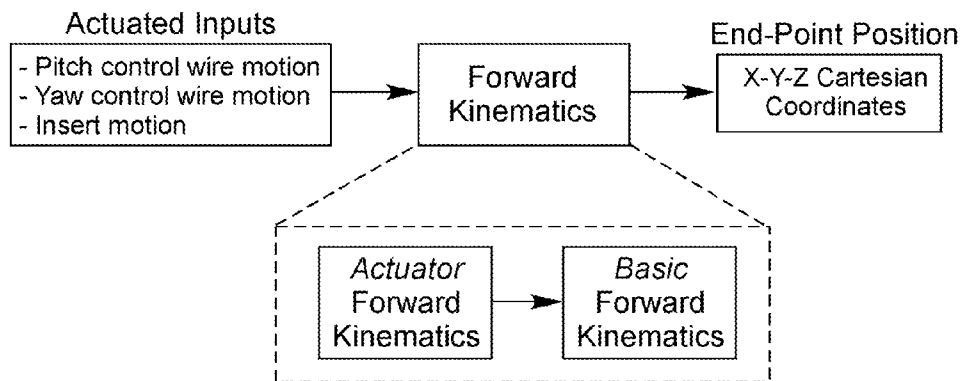 Actuated Inputs
- Pitch control wire motion
- Yaw control wire motion
- Insert motion
Forward
Kinematics
End-Point Position
X-Y-Z Cartesian
Coordinates
Actuator
Forward
Kinematics
Basic
Forward
Kinematics